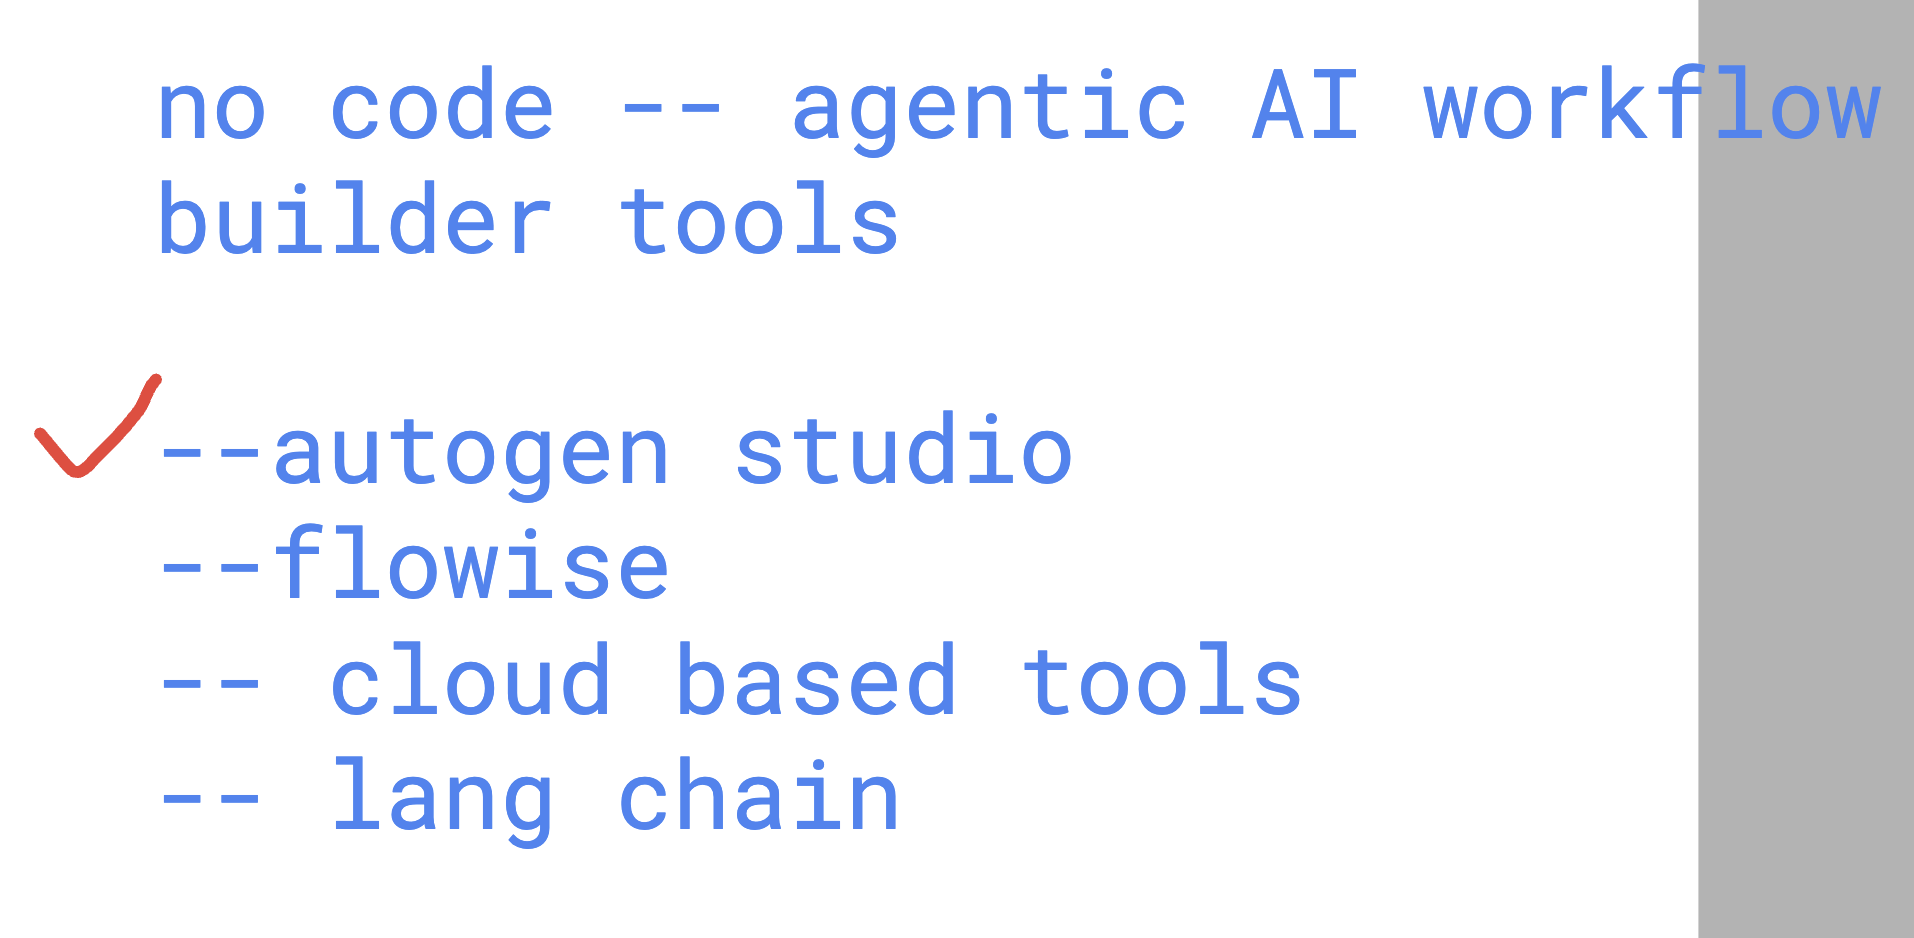 no code -- agentic AI workflow
builder tools
--autogen studio
--flowise
-- cloud based tools
-- lang chain